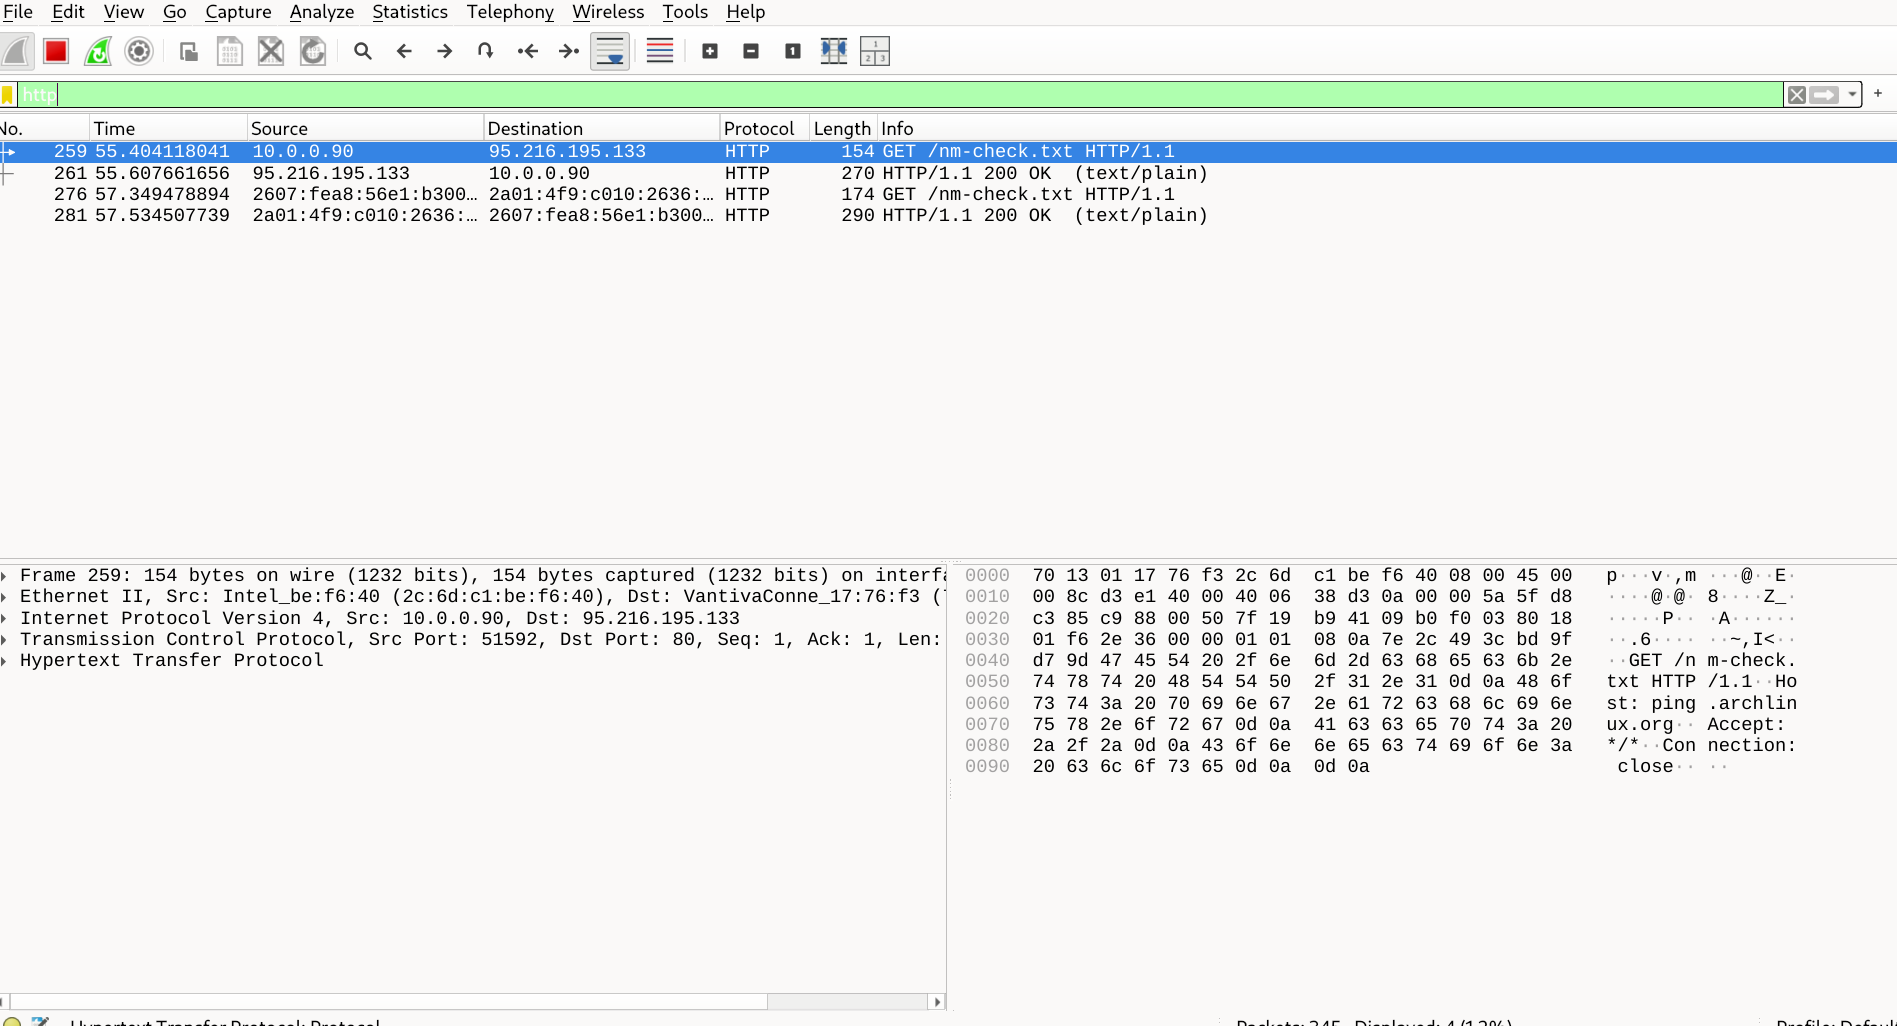 File Edit View Go Capture Analyze Statistics Telephony Wireless Tools Help
http
No. Time Source Destination Protocol Length Info
259 55.404118041 10.0.0.90 95.216.195.133 HTTP 154 GET /nm-check.txt HTTP/1.1
261 55.607661656 95.216.195.133 10.0.0.90 HTTP 270 HTTP/1.1 200 OK (text/plain)
276 57.349478894 2607:fea8:56e1:b300… 2a01:4f9:c010:2636:… HTTP 174 GET /nm-check.txt HTTP/1.1
281 57.534507739 2a01:4f9:c010:2636:… 2607:fea8:56e1:b300… HTTP 290 HTTP/1.1 200 OK (text/plain)
Frame 259: 154 bytes on wire (1232 bits), 154 bytes captured (1232 bits) on interfa
Ethernet II, Src: Intel_be:f6:40 (2c:6d:c1:be:f6:40), Dst: VantivaConne_17:76:f3 (
Internet Protocol Version 4, Src: 10.0.0.90, Dst: 95.216.195.133
Transmission Control Protocol, Src Port: 51592, Dst Port: 80, Seq: 1, Ack: 1, Len:
Hypertext Transfer Protocol
0000 70 13 01 17 76 f3 2c 6d c1 be f6 40 08 00 45 00 p···v·,m ···@··E·
0010 00 8c d3 e1 40 00 40 06 38 d3 0a 00 00 5a 5f d8 ····@·@· 8····Z_·
0020 c3 85 c9 88 00 50 7f 19 b9 41 09 b0 f0 03 80 18 ·····P·· ·A······
0030 01 f6 2e 36 00 00 01 01 08 0a 7e 2c 49 3c bd 9f ··.6···· ··~,I<··
0040 d7 9d 47 45 54 20 2f 6e 6d 2d 63 68 65 63 6b 2e ··GET /n m-check.
0050 74 78 74 20 48 54 54 50 2f 31 2e 31 0d 0a 48 6f txt HTTP /1.1··Ho
0060 73 74 3a 20 70 69 6e 67 2e 61 72 63 68 6c 69 6e st: ping .archlin
0070 75 78 2e 6f 72 67 0d 0a 41 63 63 65 70 74 3a 20 ux.org·· Accept:
0080 2a 2f 2a 0d 0a 43 6f 6e 6e 65 63 74 69 6f 6e 3a */*··Con nection:
0090 20 63 6c 6f 73 65 0d 0a 0d 0a close·· ··
Hypertext Transfer Protocol: Protocol Packets: 345 · Displayed: 4 (1.2%) Profile: Default